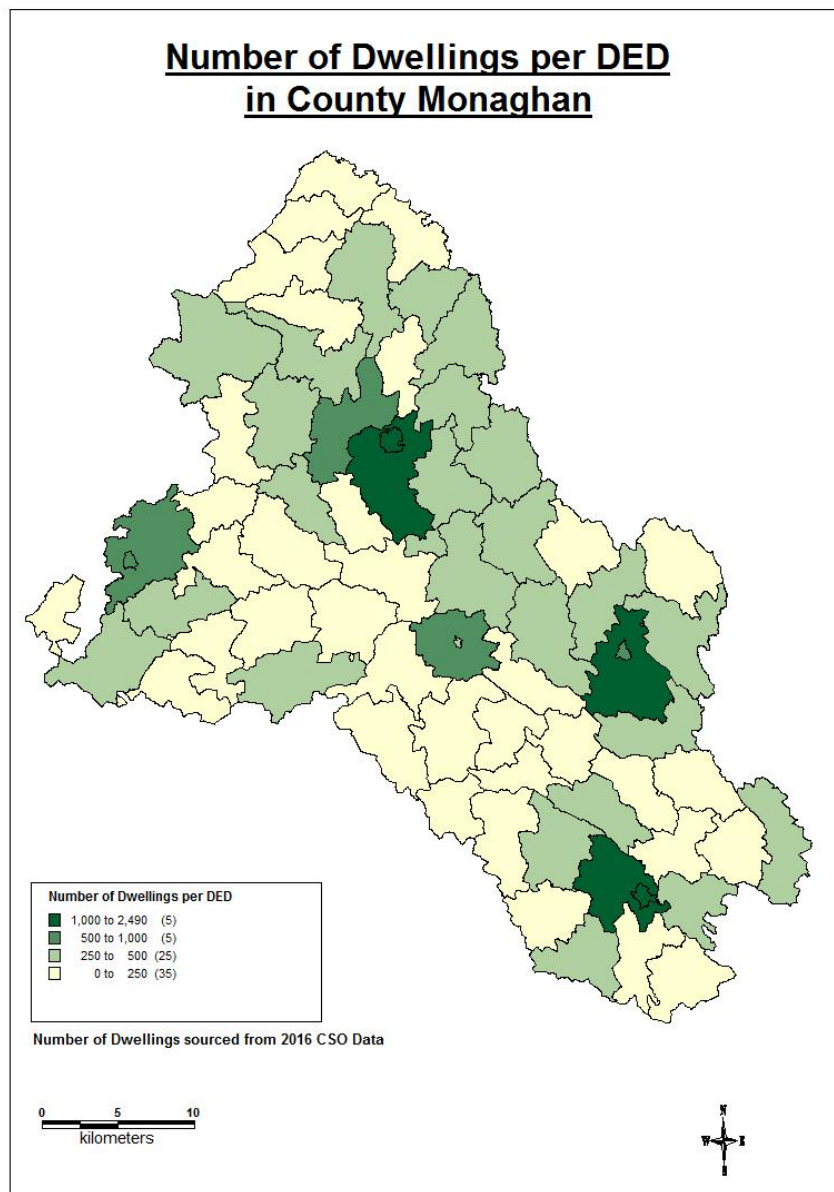 Number of Dwellings per DED
in County Monaghan
Number of Dwellings per DED
1,000 to 2,490 (5)
500 to 1,000 (5)
250 to 500 (25)
0 to 250 (35)
Number of Dwellings sourced from 2016 CSO Data
0 5 10
kilometers
N
W E
S